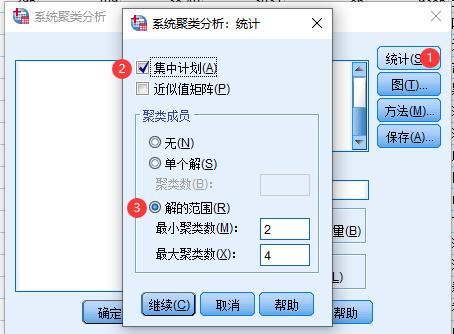 系统聚类分析
系统聚类分析：统计
统计(S)
1
2
集中计划(A)
近似值矩阵(P)
图(T)...
方法(M)...
保存(A)...
聚类成员
无(N)
单个解(S)
聚类数(B):
3
解的范围(R)
最小聚类数(M):
2
最大聚类数(X):
4
量(B)
L)
确定
继续(C)
取消
帮助
帮助